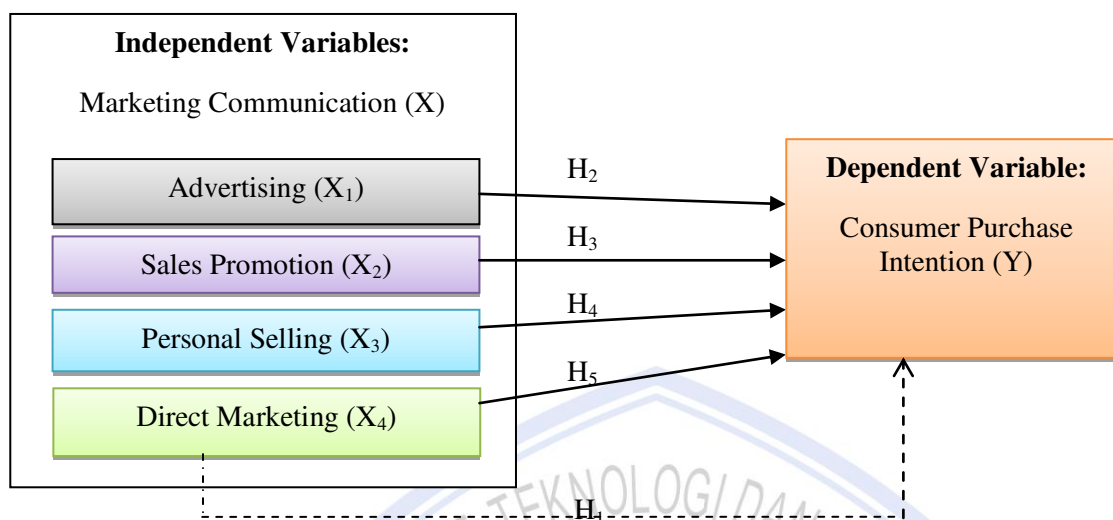 Independent Variables:
Marketing Communication (X)
Advertising (X₁)
Sales Promotion (X₂)
Personal Selling (X₃)
Direct Marketing (X₄)
H₂
H₃
H₄
H₅
Dependent Variable:
Consumer Purchase
Intention (Y)
TEKNOLOGI DAN
H₁